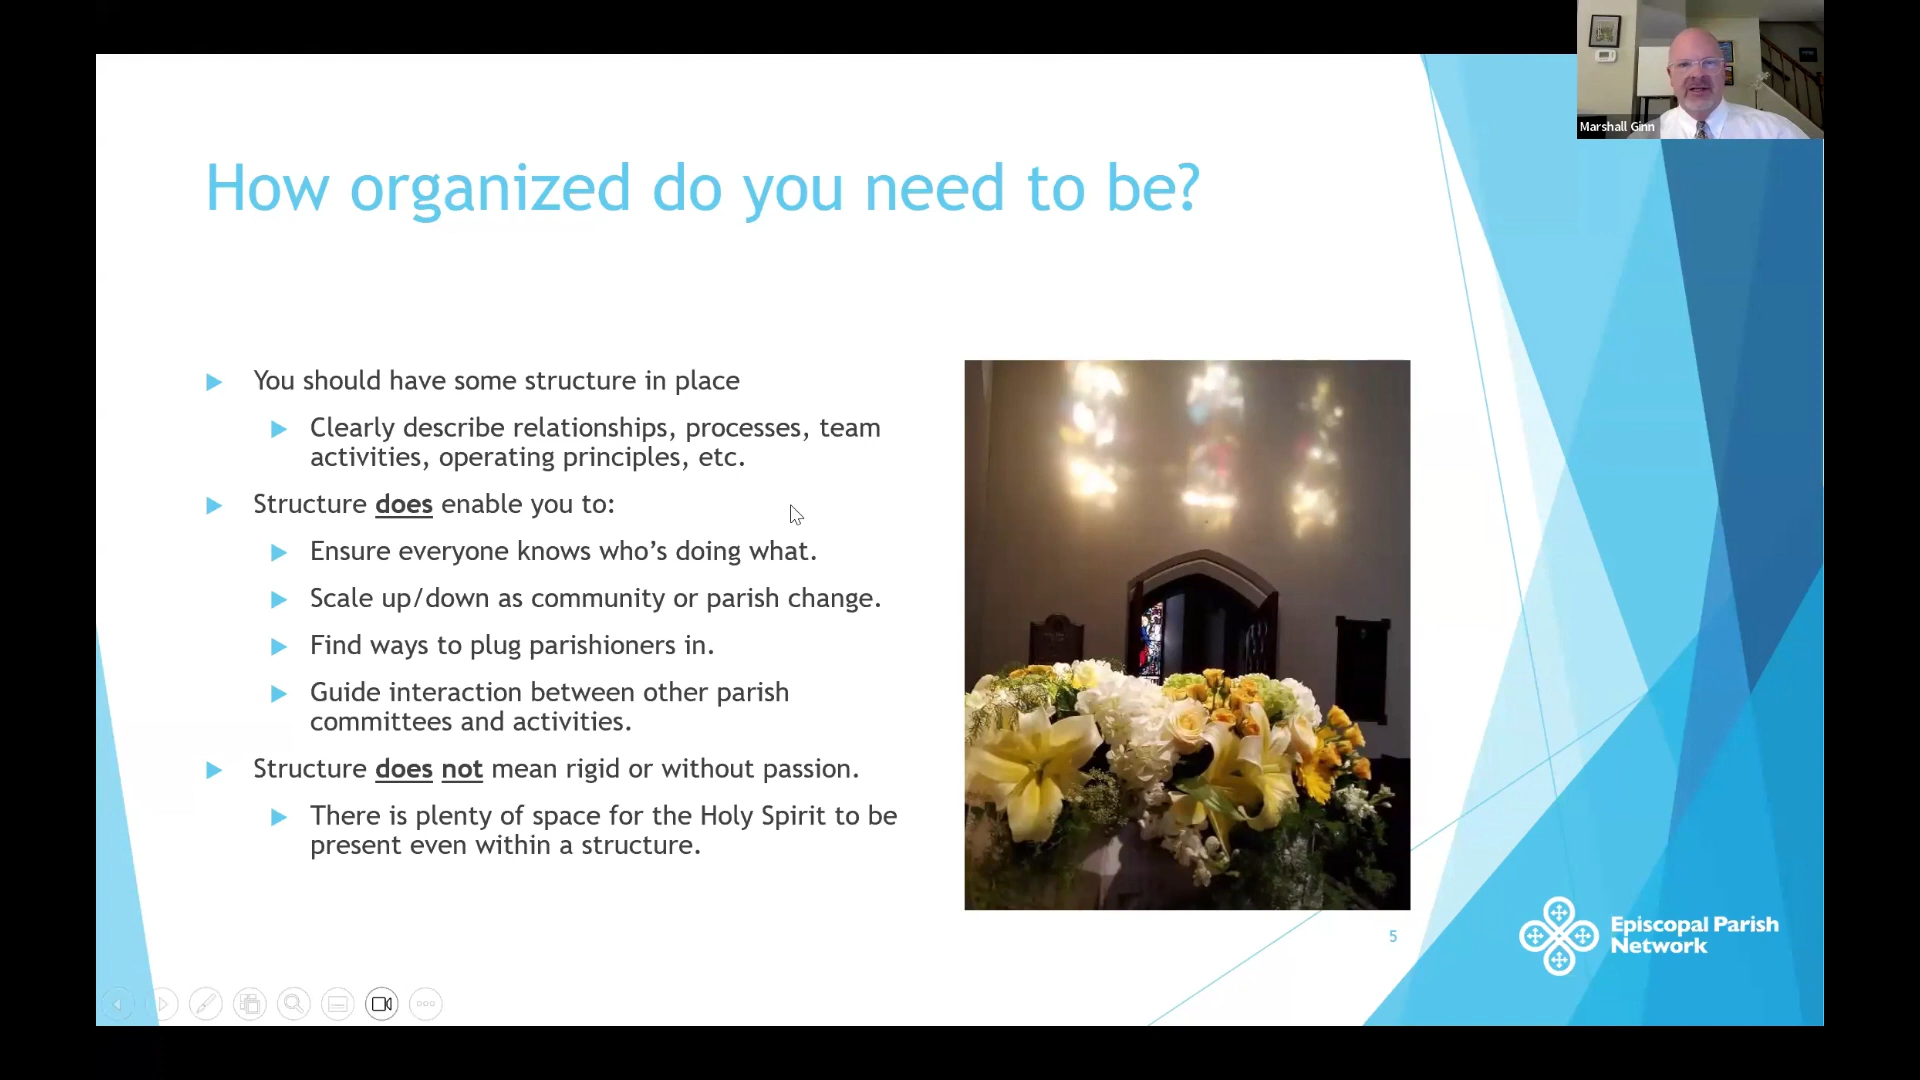 Marshall Ginn
How organized do you need to be?
You should have some structure in place
Clearly describe relationships, processes, team
activities, operating principles, etc.
Structure does enable you to:
Ensure everyone knows who’s doing what.
Scale up/down as community or parish change.
Find ways to plug parishioners in.
Guide interaction between other parish
committees and activities.
Structure does not mean rigid or without passion.
There is plenty of space for the Holy Spirit to be
present even within a structure.
5
Episcopal Parish
Network